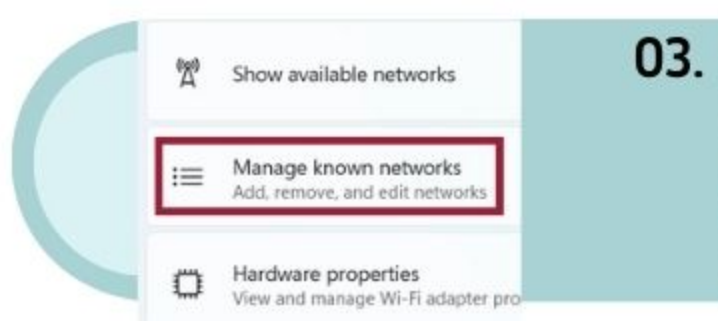 Show available networks
Manage known networks
Add, remove, and edit networks
Hardware properties
View and manage Wi-Fi adapter pro
03.